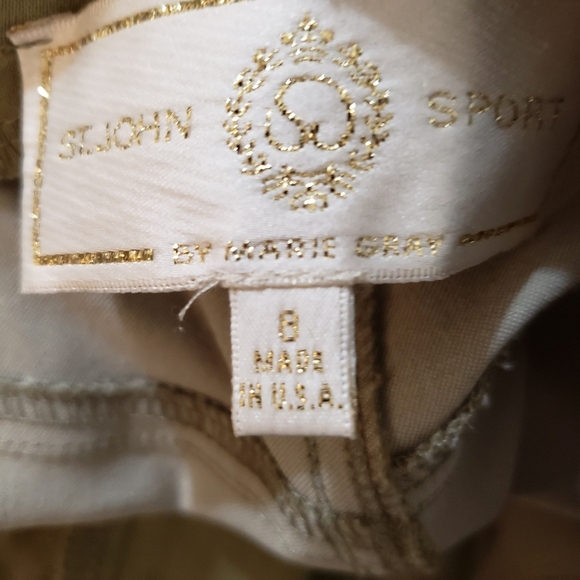 ST. JOHN SPORT
BY MARIE GRAY
8
MADE
IN U.S.A.